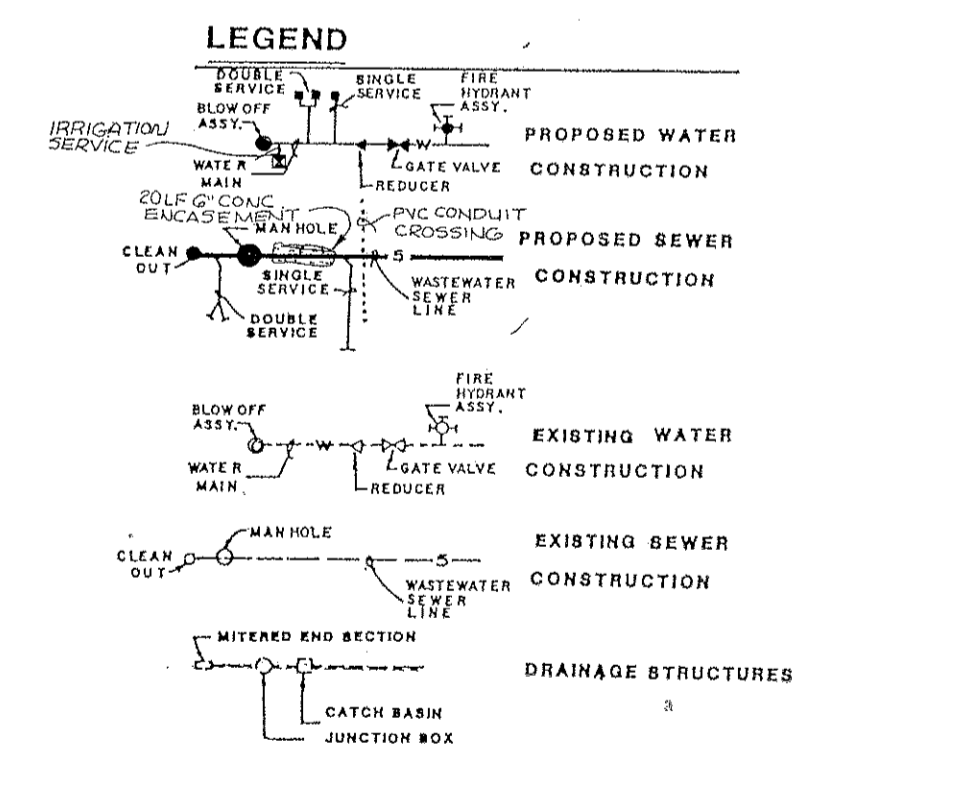 LEGEND
DOUBLE
SERVICE
SINGLE
SERVICE
FIRE
HYDRANT
ASSY.
BLOW OFF
ASSY.
IRRIGATION
SERVICE
WATER
MAIN
W
GATE VALVE
REDUCER
PROPOSED WATER
CONSTRUCTION
20LF 6" CONC
ENCASEMENT
MAN HOLE
PVC CONDUIT
CROSSING
PROPOSED SEWER
CONSTRUCTION
CLEAN
OUT
S
SINGLE
SERVICE
WASTEWATER
SEWER
LINE
DOUBLE
SERVICE
FIRE
HYDRANT
ASSY.
BLOW OFF
ASSY.
W
WATER
MAIN
GATE VALVE
REDUCER
EXISTING WATER
CONSTRUCTION
MAN HOLE
CLEAN
OUT
S
WASTEWATER
SEWER
LINE
EXISTING SEWER
CONSTRUCTION
MITERED END SECTION
CATCH BASIN
JUNCTION BOX
DRAINAGE STRUCTURES